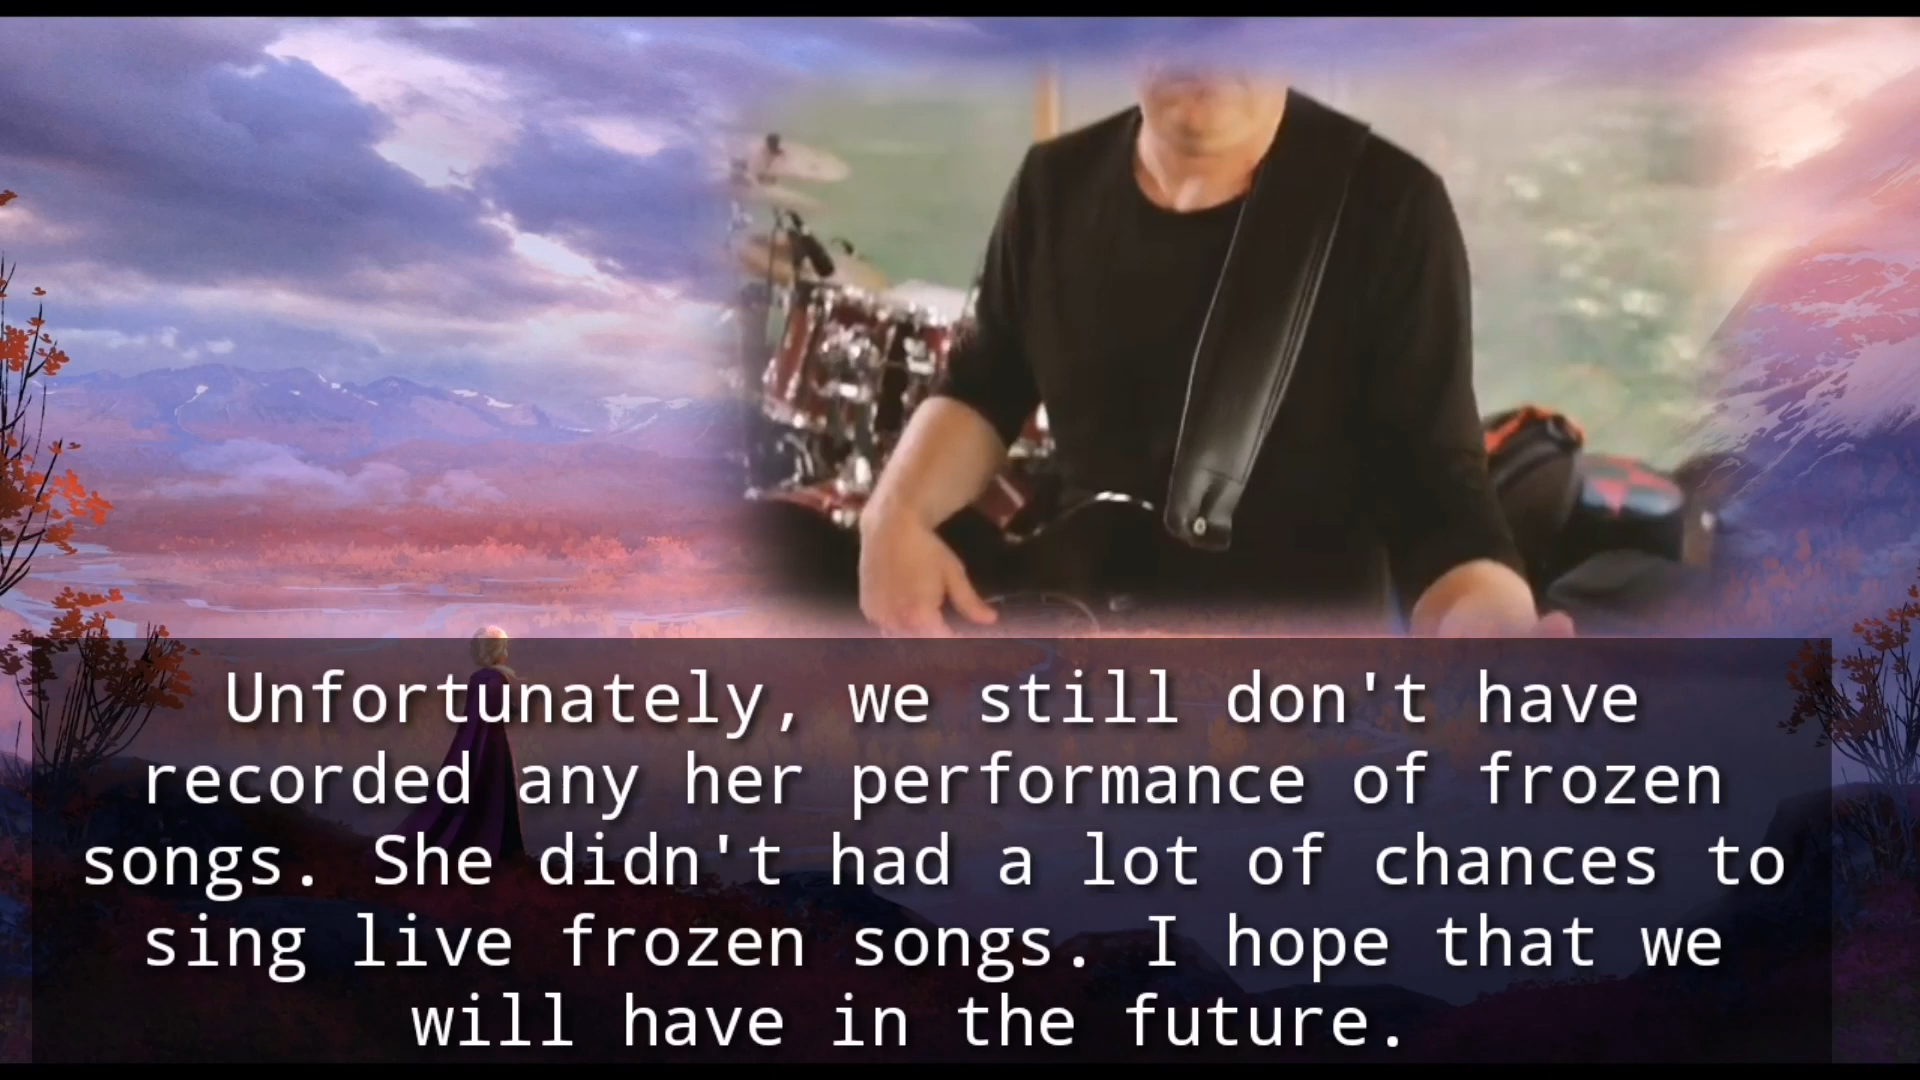 Unfortunately, we still don't have
recorded any her performance of frozen
songs. She didn't had a lot of chances to
sing live frozen songs. I hope that we
will have in the future.